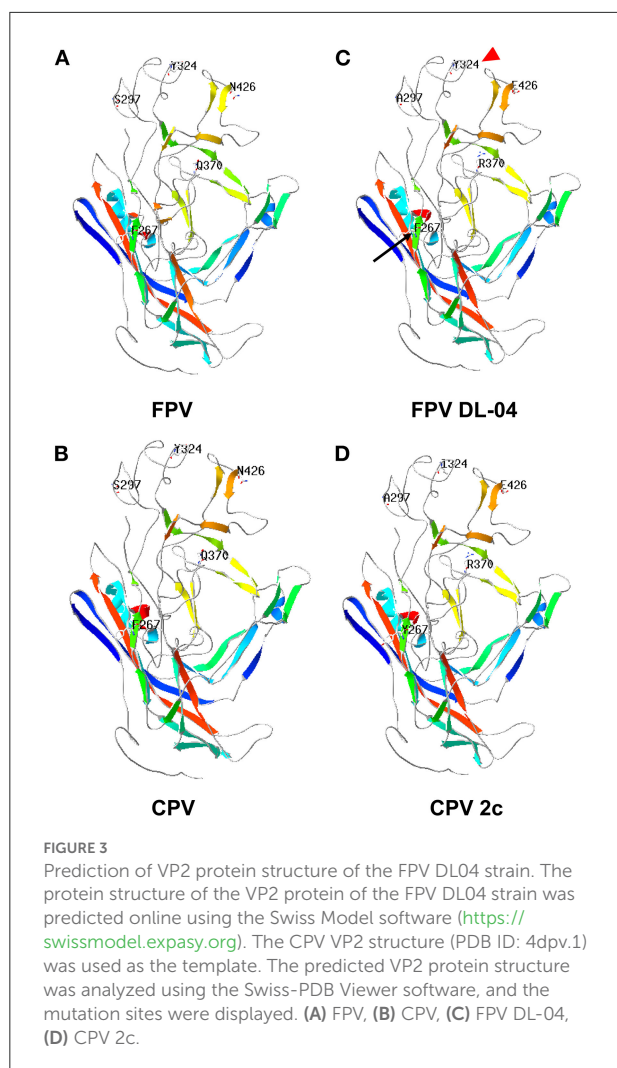 A
Y324
S297
N426
Q370
F267
FPV
C
Y324
A297
E426
R370
F267
FPV DL-04
B
Y324
S297
N426
Q370
F267
CPV
D
I324
A297
E426
R370
Y267
CPV 2c
FIGURE 3
Prediction of VP2 protein structure of the FPV DL04 strain. The
protein structure of the VP2 protein of the FPV DL04 strain was
predicted online using the Swiss Model software (https://
swissmodel.expasy.org). The CPV VP2 structure (PDB ID: 4dpv.1)
was used as the template. The predicted VP2 protein structure
was analyzed using the Swiss-PDB Viewer software, and the
mutation sites were displayed. (A) FPV, (B) CPV, (C) FPV DL-04,
(D) CPV 2c.